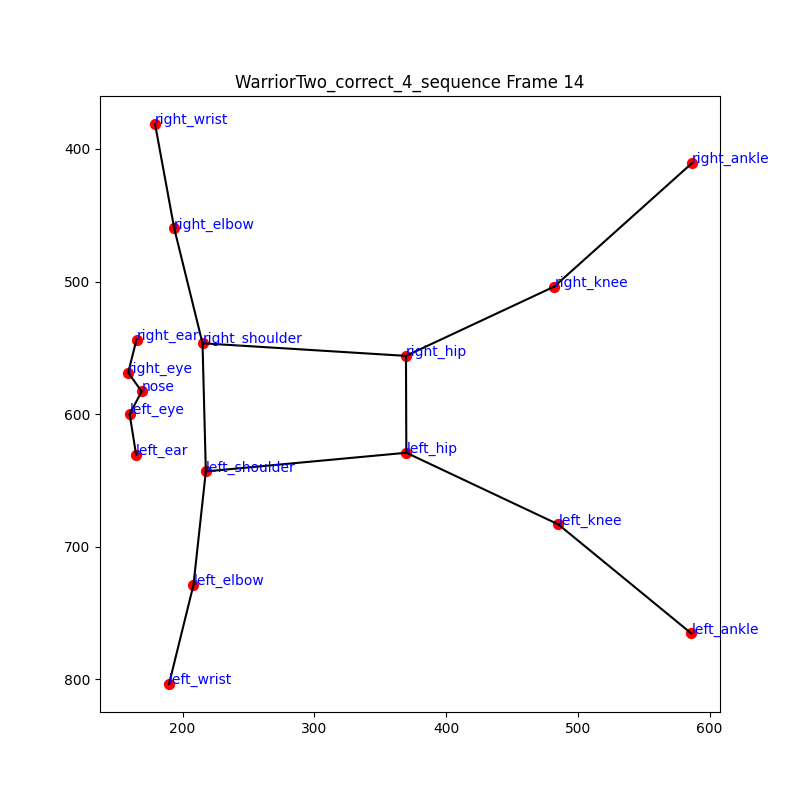 WarriorTwo_correct_4_sequence Frame 14
right_wrist
400
right_ankle
right_elbow
500
right_knee
right_ear
right_shoulder
right_hip
right_eye
nose
600
left_eye
left_ear
left_hip
left_shoulder
700
left_knee
left_elbow
left_ankle
800
left_wrist
200 300 400 500 600